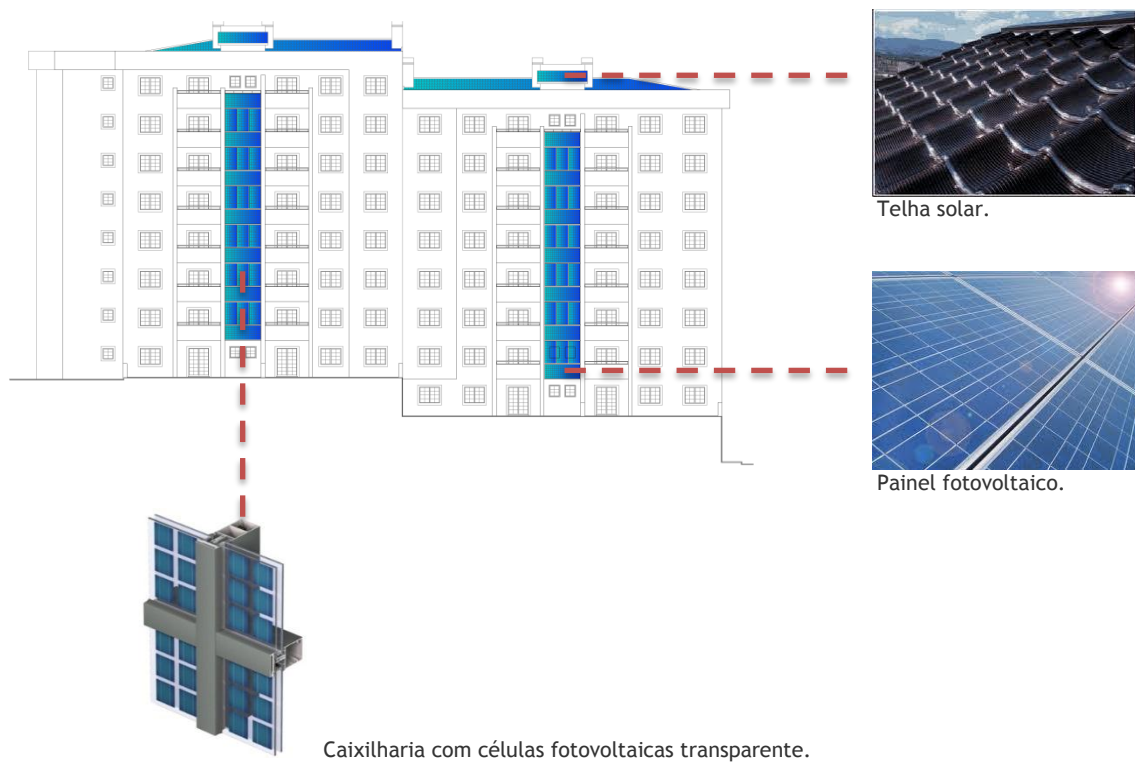 Telha solar.
Painel fotovoltaico.
Caixilharia com células fotovoltaicas transparente.